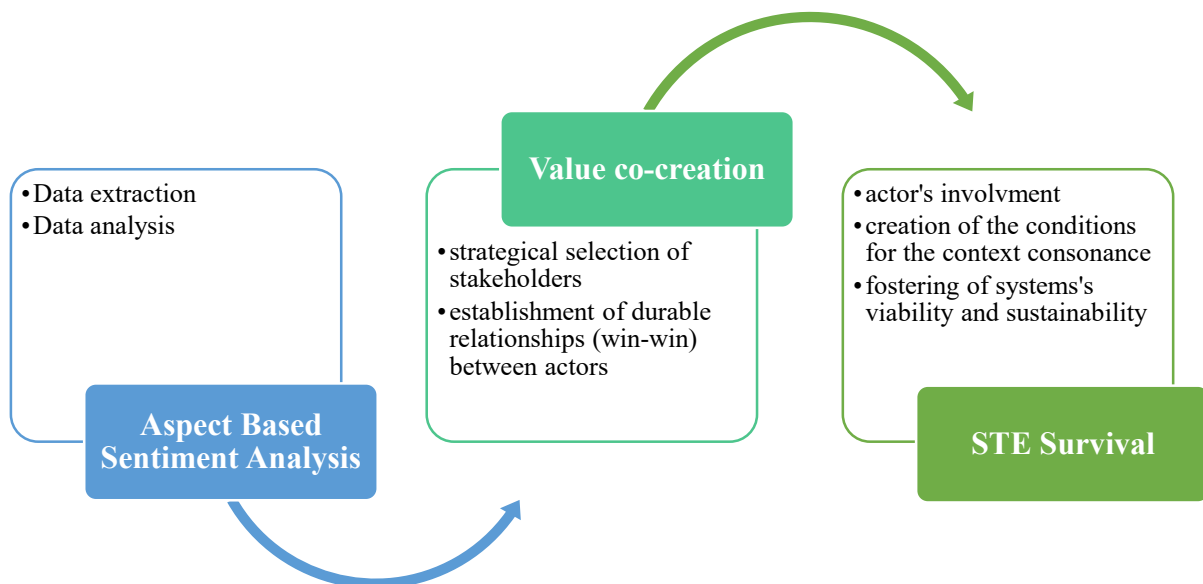 •Data extraction
•Data analysis
Aspect Based
Sentiment Analysis
Value co-creation
•strategical selection of
stakeholders
•establishment of durable
relationships (win-win)
between actors
•actor's involvment
•creation of the conditions
for the context consonance
•fostering of systems's
viability and sustainability
STE Survival